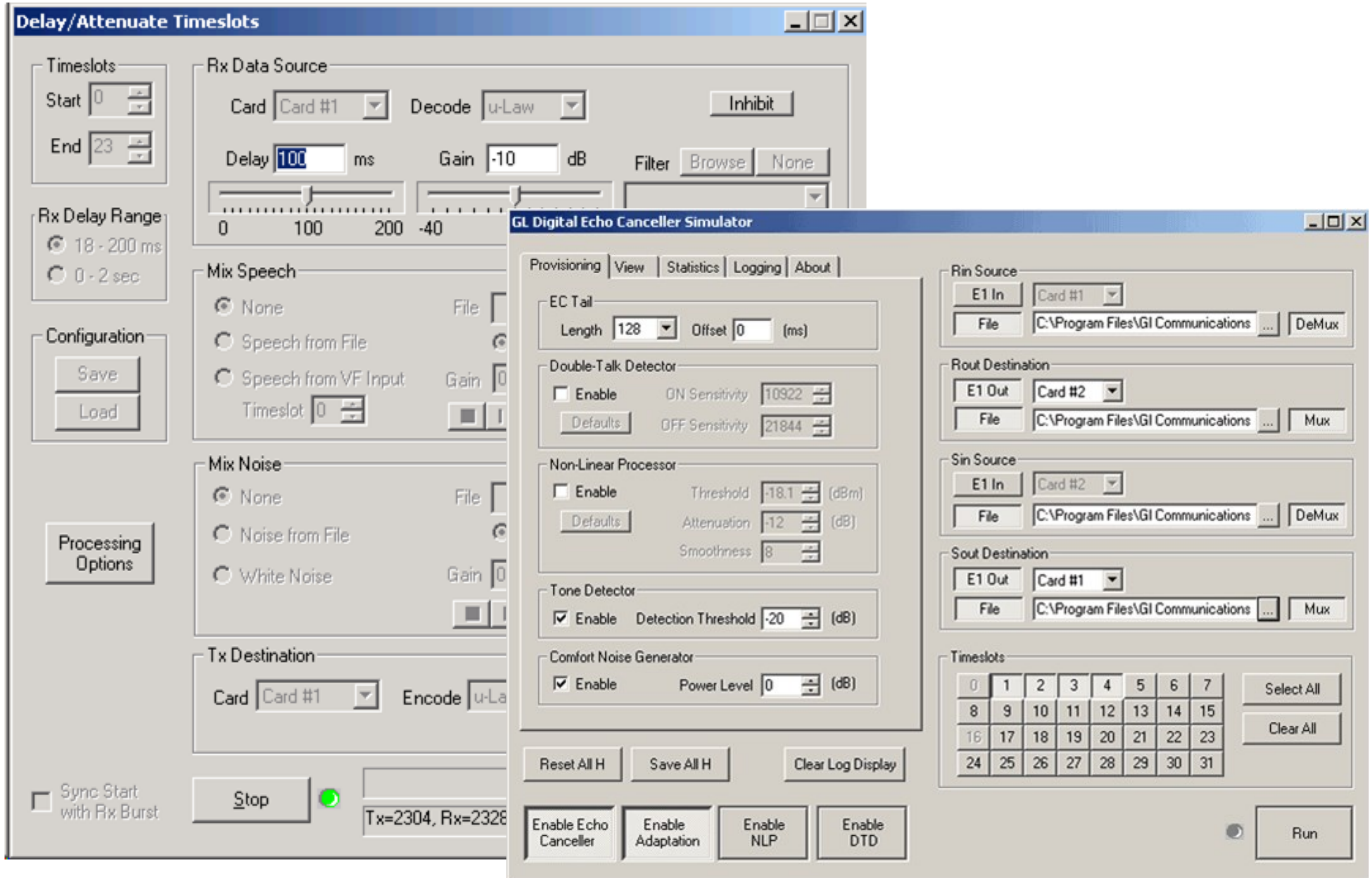 Delay/Attenuate Timeslots
Timeslots
Start 0
End 23
Rx Delay Range
18 - 200 ms
0 - 2 sec
Configuration
Save
Load
Processing
Options
Sync Start
with Rx Burst
Rx Data Source
Card Card #1 Decode u-Law Inhibit
Delay 100 ms Gain -10 dB Filter Browse None
0 100 200 -40
Mix Speech
None File
Speech from File
Speech from VF Input Gain 0
Timeslot 0
Mix Noise
None File
Noise from File
White Noise Gain 0
Tx Destination
Card Card #1 Encode u-La
Stop
Tx=2304, Rx=2328
GL Digital Echo Canceller Simulator
Provisioning View Statistics Logging About
EC Tail
Length 128 Offset 0 (ms)
Double-Talk Detector
Enable ON Sensitivity 10922
Defaults OFF Sensitivity 21844
Non-Linear Processor
Enable Threshold -18.1 (dBm)
Defaults Attenuation -12 (dB)
Smoothness 8
Tone Detector
Enable Detection Threshold -20 (dB)
Comfort Noise Generator
Enable Power Level 0 (dB)
Reset All H Save All H Clear Log Display
Enable Echo
Canceller
Enable
Adaptation
Enable
NLP
Enable
DTD
Rin Source
E1 In Card #1
File C:\Program Files\Gl Communications ... DeMux
Rout Destination
E1 Out Card #2
File C:\Program Files\Gl Communications ... Mux
Sin Source
E1 In Card #2
File C:\Program Files\Gl Communications ... DeMux
Sout Destination
E1 Out Card #1
File C:\Program Files\Gl Communications ... Mux
Timeslots
0 1 2 3 4 5 6 7 Select All
8 9 10 11 12 13 14 15
Clear All
16 17 18 19 20 21 22 23
24 25 26 27 28 29 30 31
Run